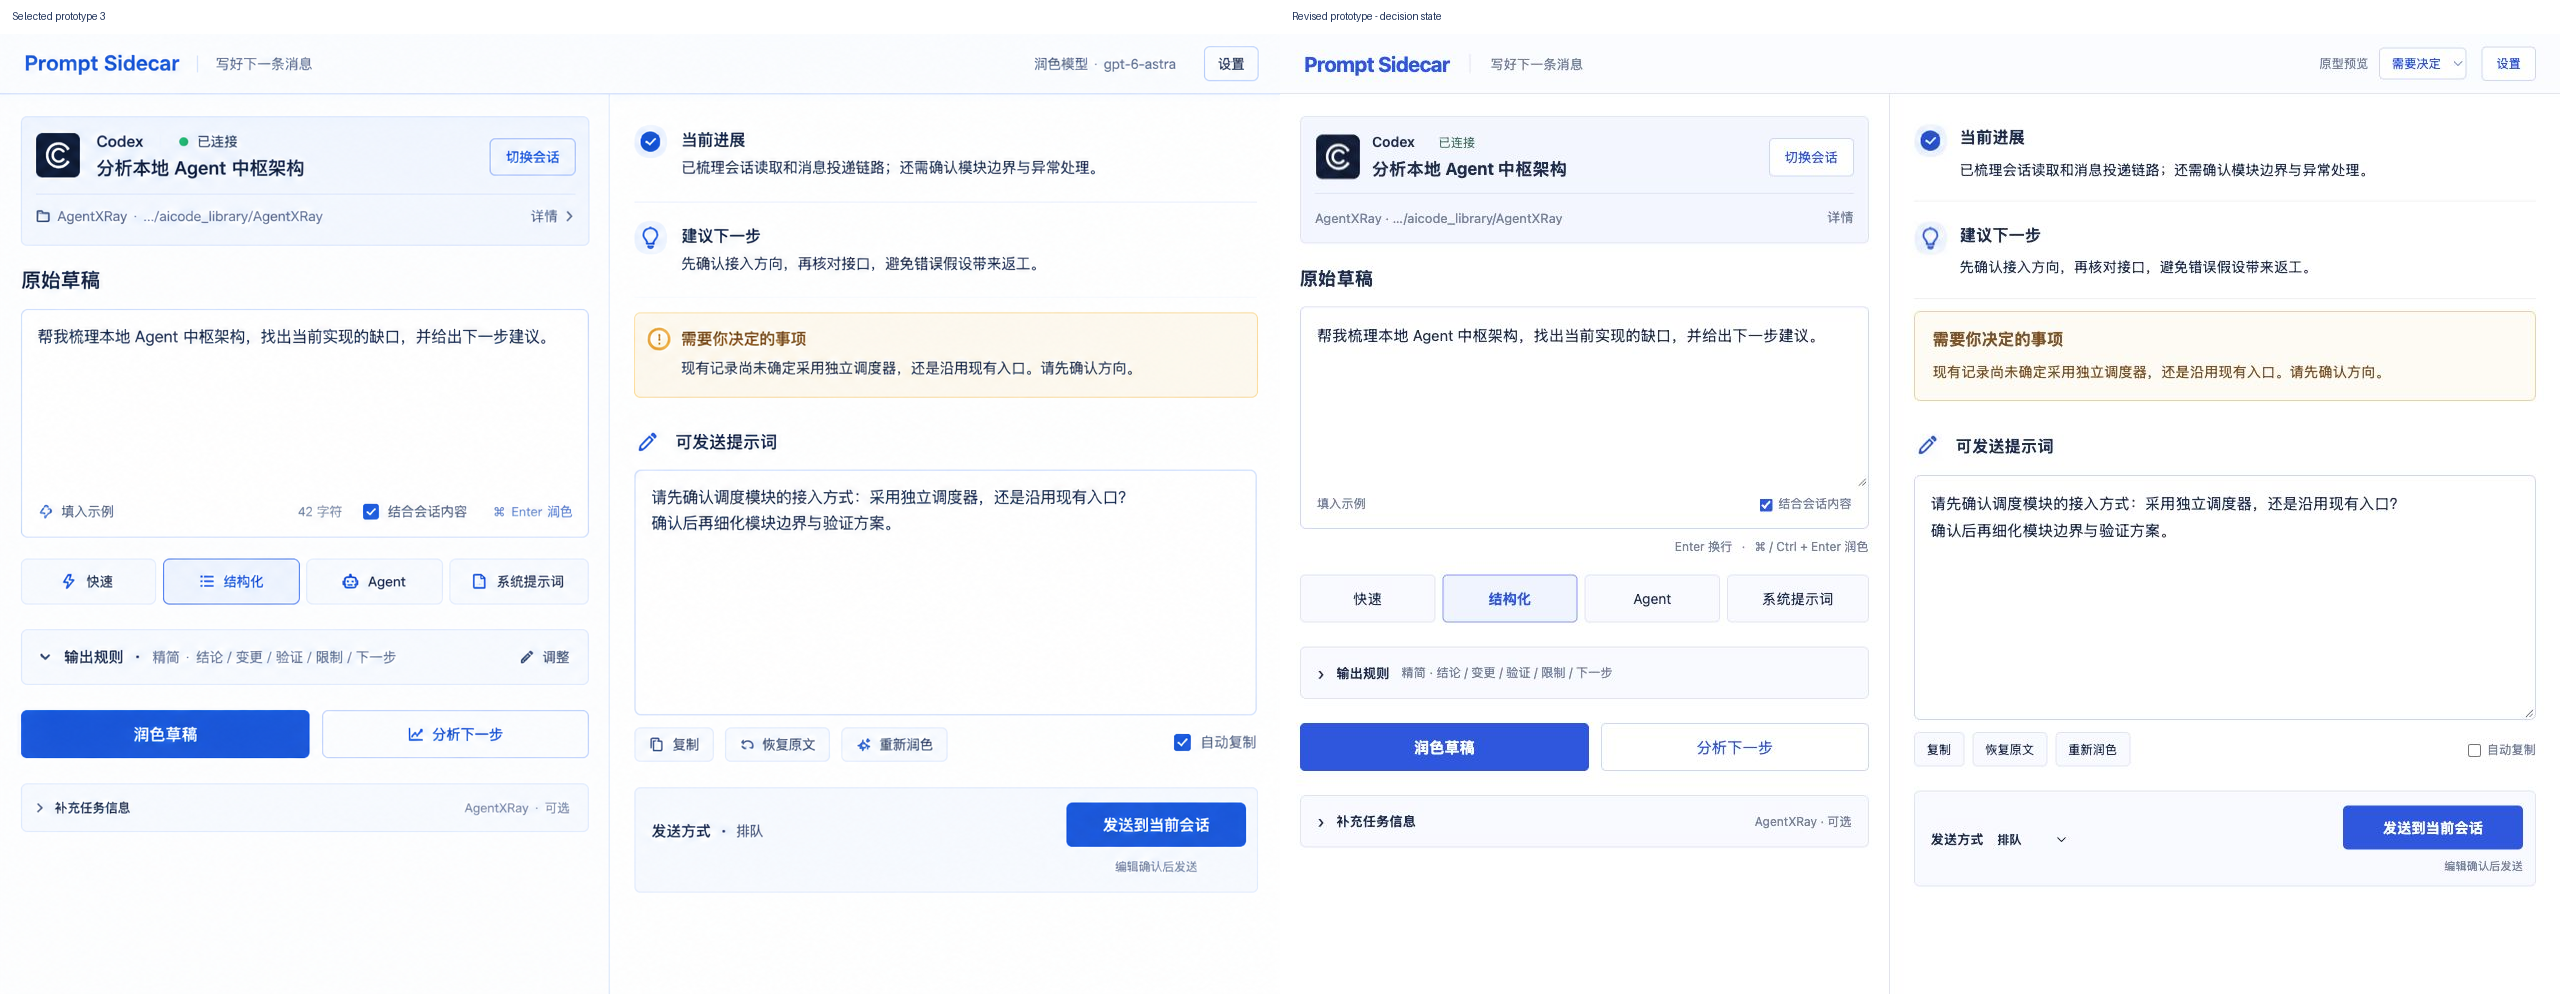 Selected prototype 3
Prompt Sidecar
写好下一条消息
润色模型 · gpt-6-astra
设置
Codex
已连接
分析本地 Agent 中枢架构
切换会话
AgentXRay · .../aicode_library/AgentXRay
详情
原始草稿
帮我梳理本地 Agent 中枢架构，找出当前实现的缺口，并给出下一步建议。
填入示例
42 字符
结合会话内容
⌘ Enter 润色
快速
结构化
Agent
系统提示词
输出规则 · 精简 · 结论 / 变更 / 验证 / 限制 / 下一步
调整
润色草稿
分析下一步
补充任务信息
AgentXRay · 可选
当前进展
已梳理会话读取和消息投递链路；还需确认模块边界与异常处理。
建议下一步
先确认接入方向，再核对接口，避免错误假设带来返工。
需要你决定的事项
现有记录尚未确定采用独立调度器，还是沿用现有入口。请先确认方向。
可发送提示词
请先确认调度模块的接入方式：采用独立调度器，还是沿用现有入口？
确认后再细化模块边界与验证方案。
复制
恢复原文
重新润色
自动复制
发送方式 · 排队
发送到当前会话
编辑确认后发送
Revised prototype - decision state
Prompt Sidecar
写好下一条消息
原型预览
需要决定
设置
Codex
已连接
分析本地 Agent 中枢架构
切换会话
AgentXRay · .../aicode_library/AgentXRay
详情
原始草稿
帮我梳理本地 Agent 中枢架构，找出当前实现的缺口，并给出下一步建议。
填入示例
结合会话内容
Enter 换行 · ⌘ / Ctrl + Enter 润色
快速
结构化
Agent
系统提示词
输出规则 精简 · 结论 / 变更 / 验证 / 限制 / 下一步
润色草稿
分析下一步
补充任务信息
AgentXRay · 可选
当前进展
已梳理会话读取和消息投递链路；还需确认模块边界与异常处理。
建议下一步
先确认接入方向，再核对接口，避免错误假设带来返工。
需要你决定的事项
现有记录尚未确定采用独立调度器，还是沿用现有入口。请先确认方向。
可发送提示词
请先确认调度模块的接入方式：采用独立调度器，还是沿用现有入口？
确认后再细化模块边界与验证方案。
复制
恢复原文
重新润色
自动复制
发送方式 排队
发送到当前会话
编辑确认后发送